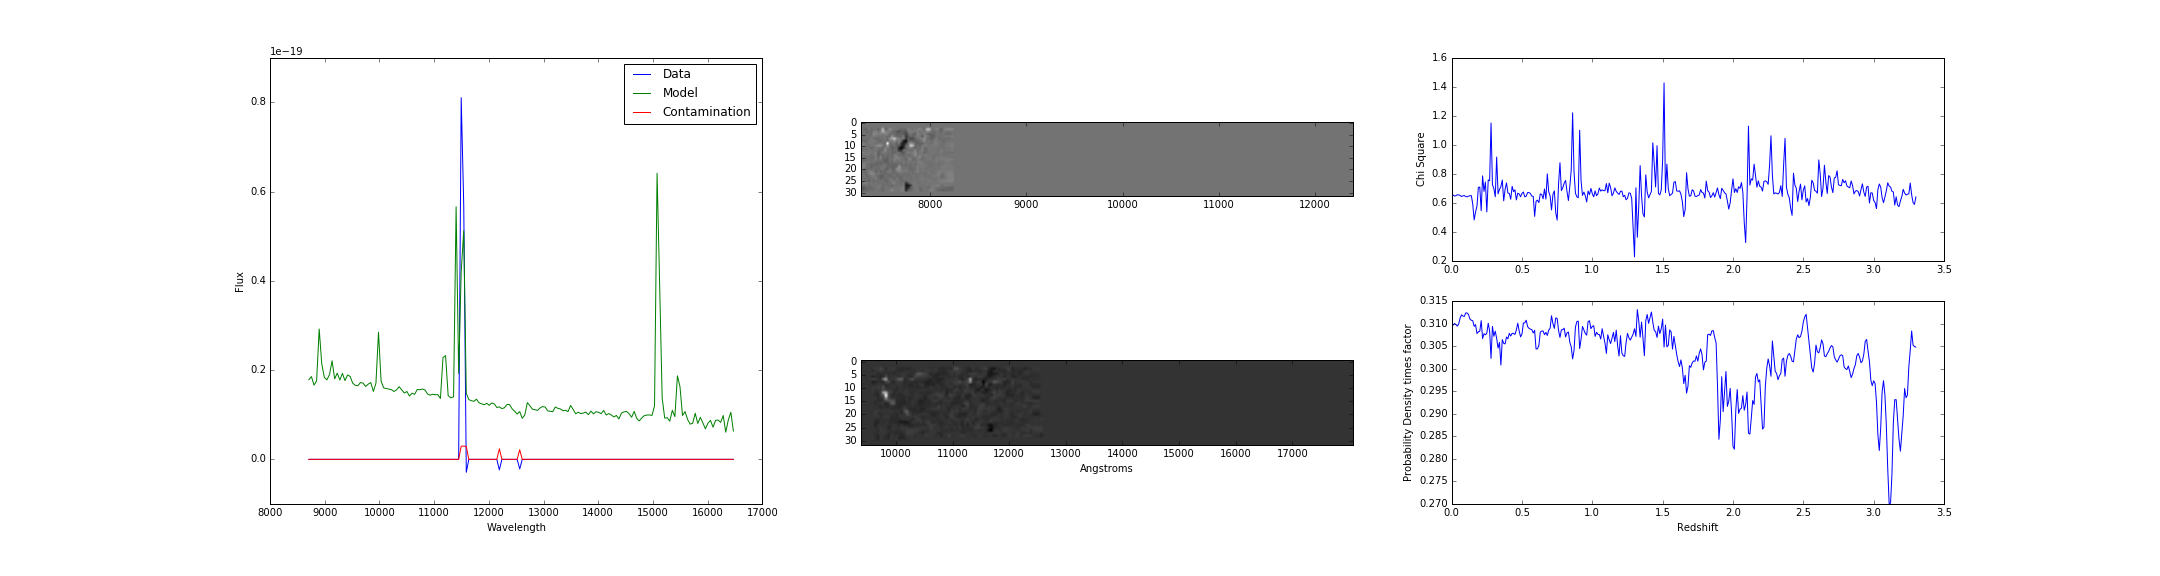 1e−19
0.8
0.6
0.4
0.2
0.0
Flux
8000 9000 10000 11000 12000 13000 14000 15000 16000 17000
Wavelength
Data
Model
Contamination
0
5
10
15
20
25
30
8000 9000 10000 11000 12000
0
5
10
15
20
25
30
10000 11000 12000 13000 14000 15000 16000 17000
Angstroms
1.6
1.4
1.2
1.0
0.8
0.6
0.4
0.2
Chi Square
0.0 0.5 1.0 1.5 2.0 2.5 3.0 3.5
0.315
0.310
0.305
0.300
0.295
0.290
0.285
0.280
0.275
0.270
Probability Density times factor
0.0 0.5 1.0 1.5 2.0 2.5 3.0 3.5
Redshift